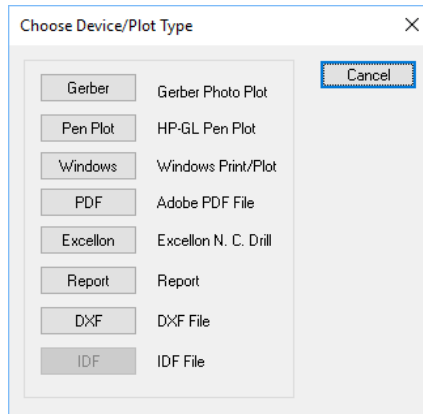 Choose Device/Plot Type
Cancel
Gerber Gerber Photo Plot
Pen Plot HP-GL Pen Plot
Windows Windows Print/Plot
PDF Adobe PDF File
Excellon Excellon N. C. Drill
Report Report
DXF DXF File
IDF IDF File